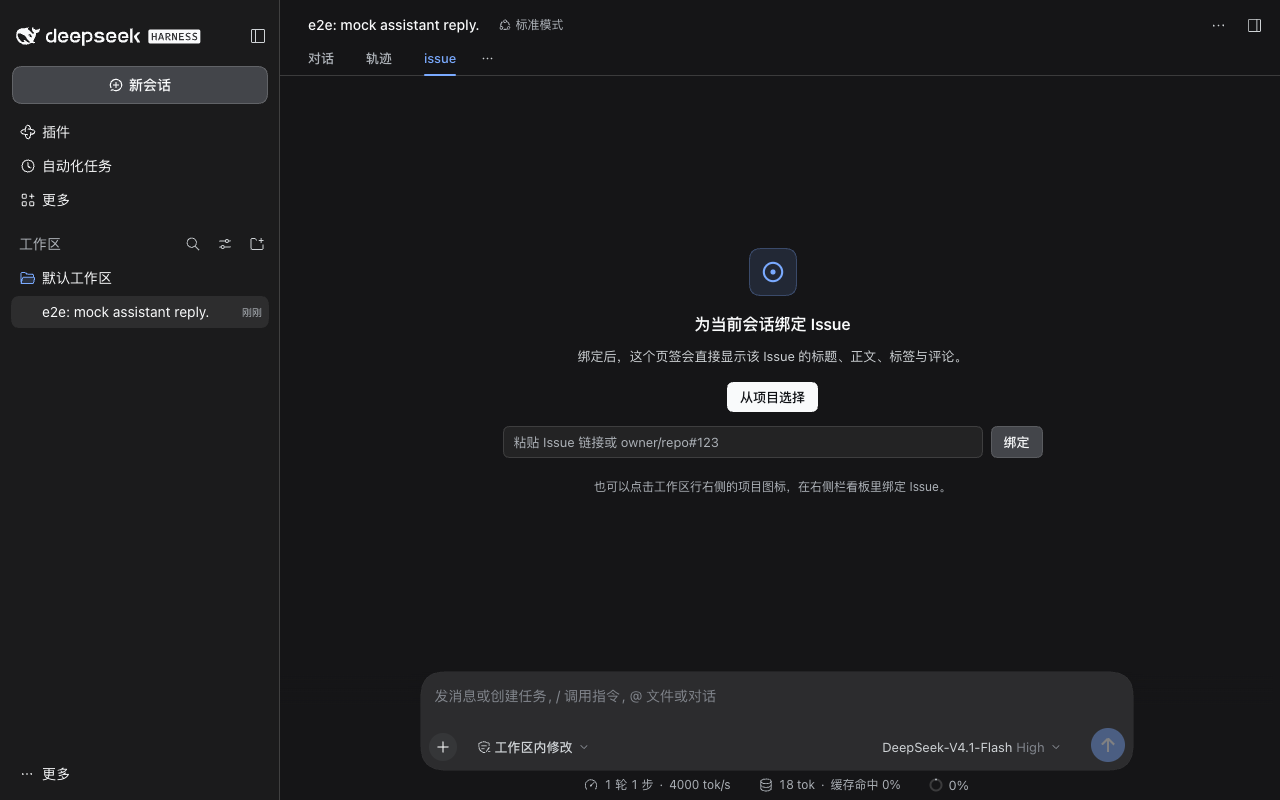 deepseek HARNESS
新会话
插件
自动化任务
更多
工作区
默认工作区
e2e: mock assistant reply. 刚刚
更多
e2e: mock assistant reply. 标准模式
对话 轨迹 issue
为当前会话绑定 Issue
绑定后，这个页签会直接显示该 Issue 的标题、正文、标签与评论。
从项目选择
粘贴 Issue 链接或 owner/repo#123 绑定
也可以点击工作区行右侧的项目图标，在右侧栏看板里绑定 Issue。
发消息或创建任务, / 调用指令, @ 文件或对话
工作区内修改 DeepSeek-V4.1-Flash High
1 轮 1 步 · 4000 tok/s 18 tok · 缓存命中 0% 0%